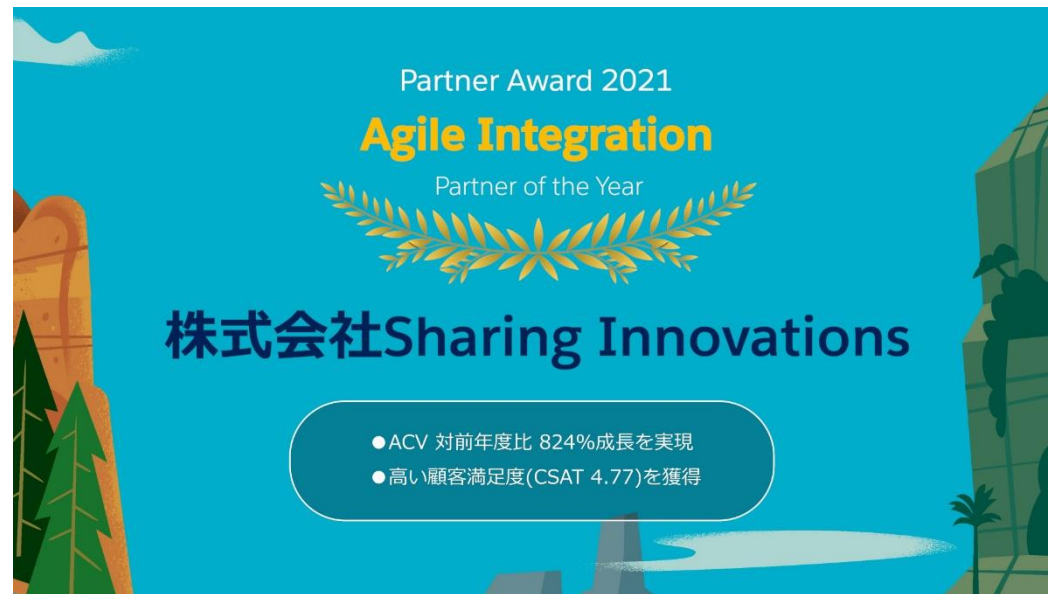 Partner Award 2021
Agile Integration
Partner of the Year
株式会社Sharing Innovations
●ACV 対前年度比 824%成長を実現
●高い顧客満足度(CSAT 4.77)を獲得